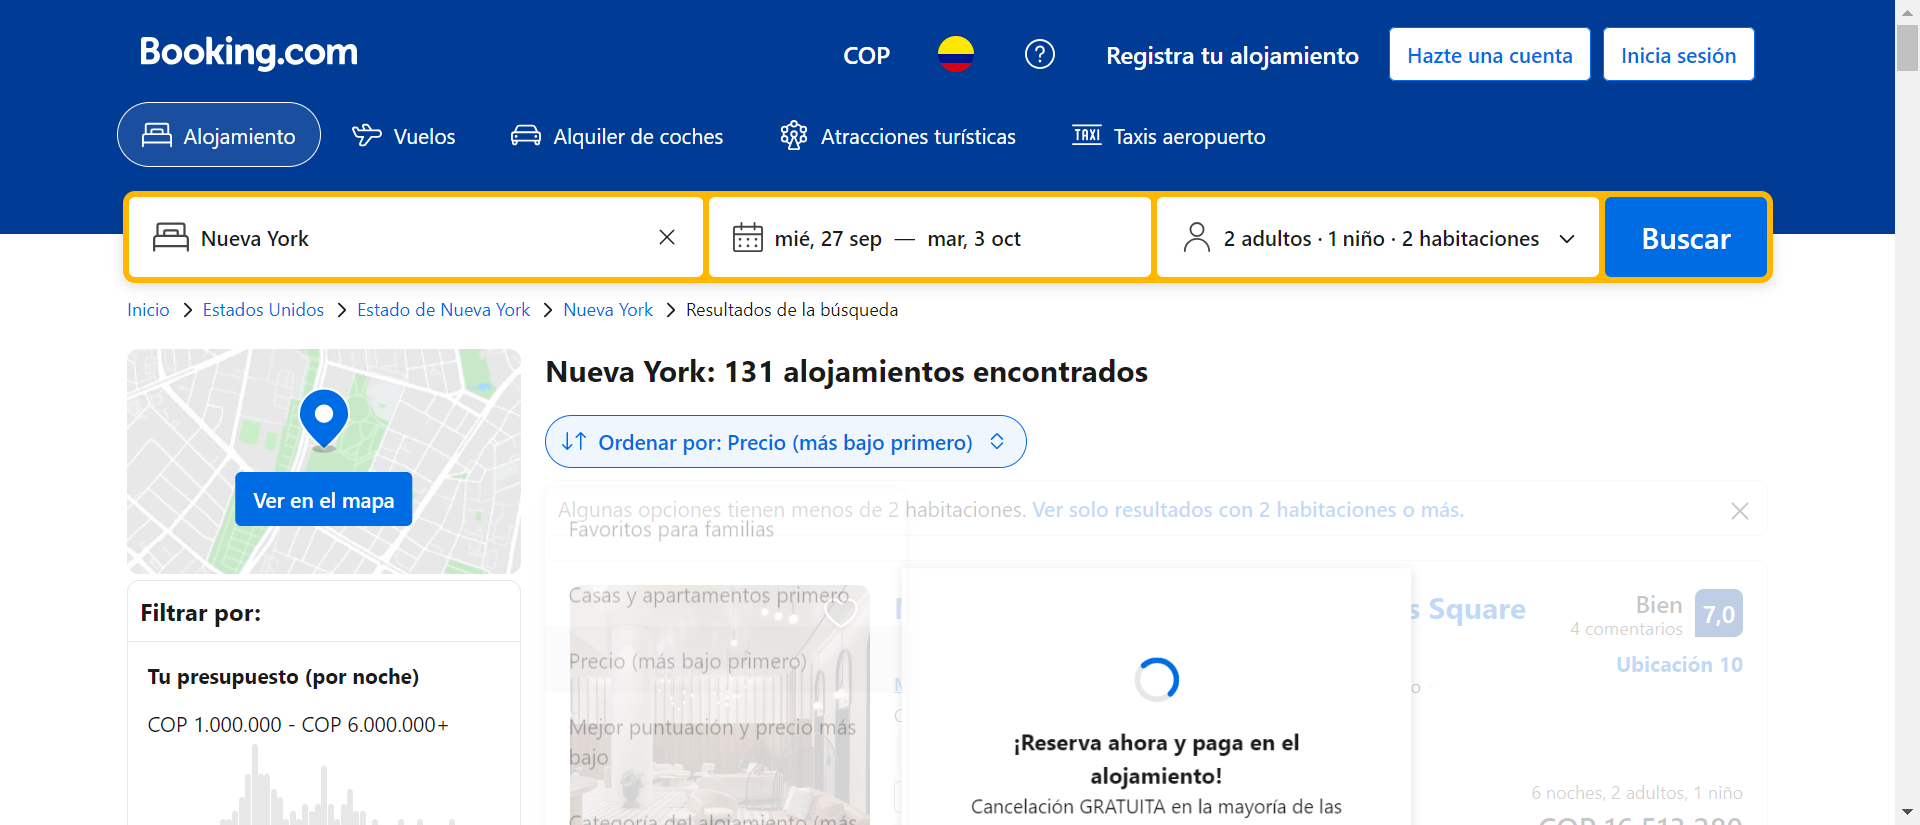 Booking.com
COP
Registra tu alojamiento
Hazte una cuenta
Inicia sesión
Alojamiento
Vuelos
Alquiler de coches
Atracciones turísticas
TAXI
Taxis aeropuerto
Nueva York
mié, 27 sep — mar, 3 oct
2 adultos · 1 niño · 2 habitaciones
Buscar
Inicio
Estados Unidos
Estado de Nueva York
Nueva York
Resultados de la búsqueda
Ver en el mapa
Filtrar por:
Tu presupuesto (por noche)
COP 1.000.000 - COP 6.000.000+
Nueva York: 131 alojamientos encontrados
Ordenar por: Precio (más bajo primero)
Algunas opciones tienen menos de 2 habitaciones. Ver solo resultados con 2 habitaciones o más.
Favoritos para familias
Casas y apartamentos primero
Precio (más bajo primero)
Mejor puntuación y precio más
bajo
Categoría del alojamiento (más
Square
Bien
7,0
4 comentarios
Ubicación 10
¡Reserva ahora y paga en el
alojamiento!
Cancelación GRATUITA en la mayoría de las
6 noches, 2 adultos, 1 niño
COP 16.513.280